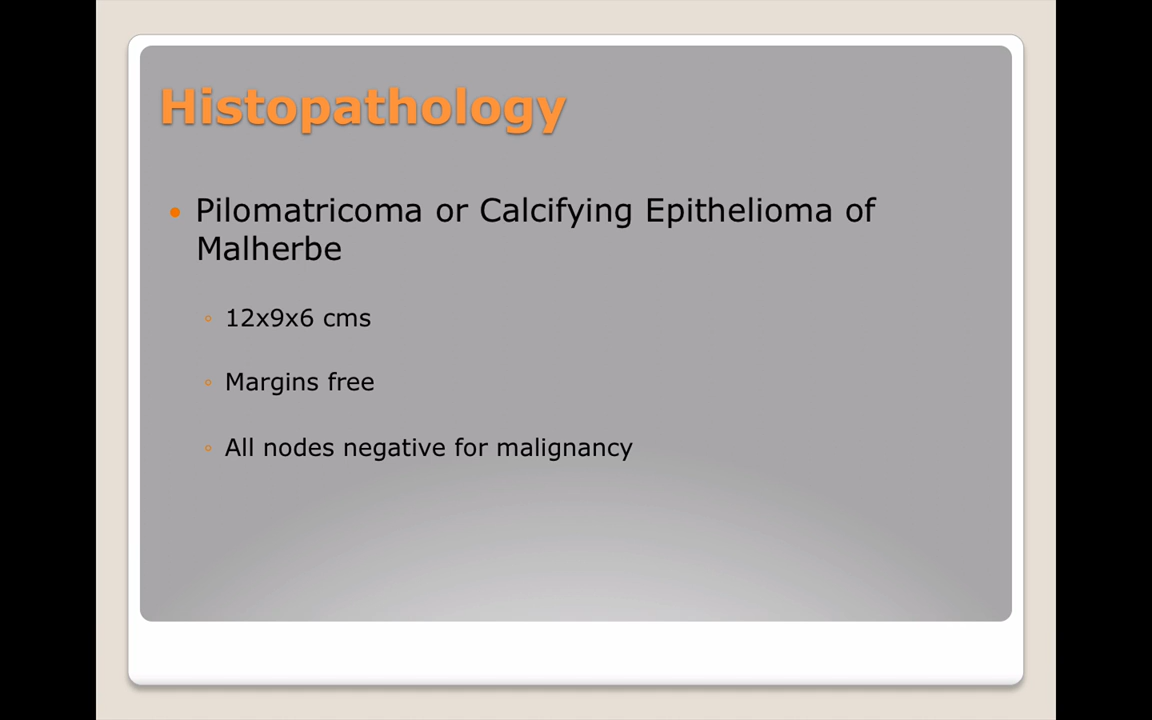 Histopathology
• Pilomatricoma or Calcifying Epithelioma of
Malherbe
◦ 12x9x6 cms
◦ Margins free
◦ All nodes negative for malignancy